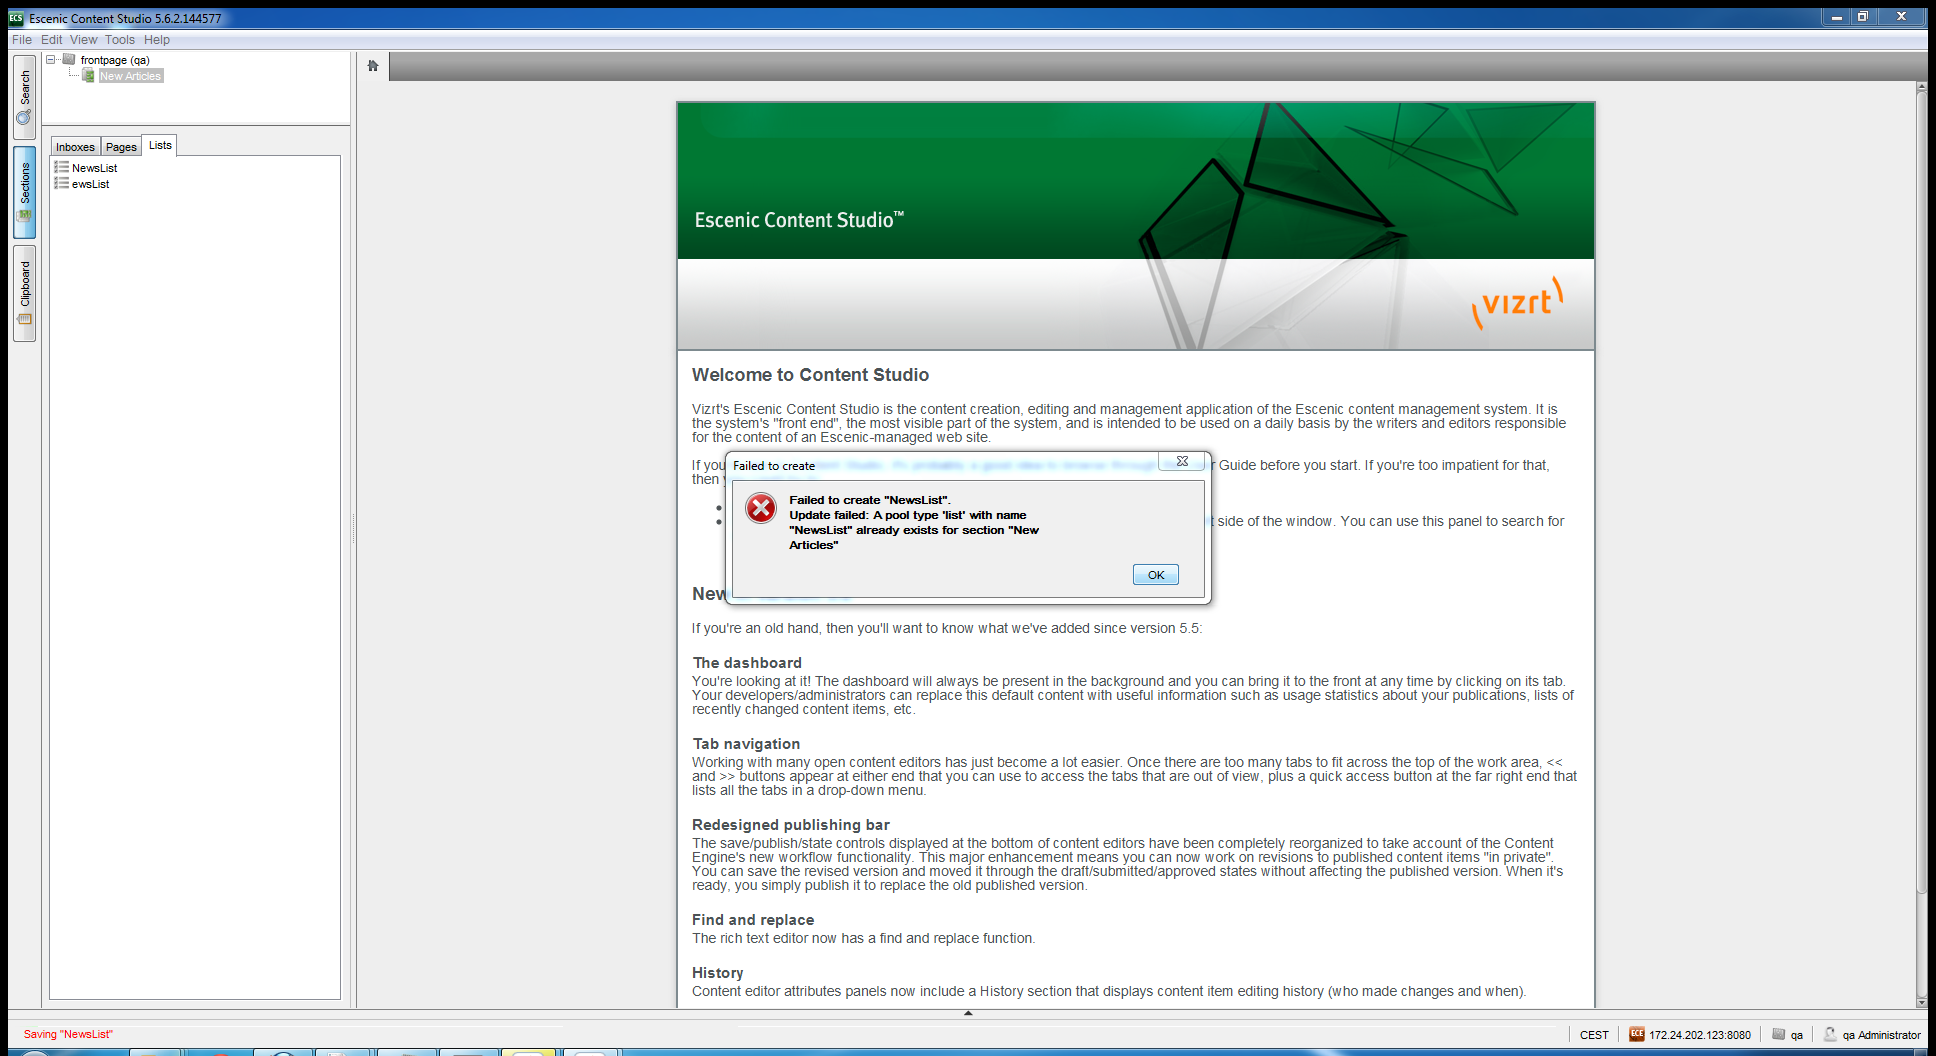 ECS Escenic Content Studio 5.6.2.144577
File Edit View Tools Help
Search
Sections
Clipboard
frontpage (qa)
New Articles
Inboxes Pages Lists
NewsList
ewsList
Escenic Content Studio™
vizrt
Welcome to Content Studio
Vizrt's Escenic Content Studio is the content creation, editing and management application of the Escenic content management system. It is
the system's "front end", the most visible part of the system, and is intended to be used on a daily basis by the writers and editors responsible
for the content of an Escenic-managed web site.
If you Guide before you start. If you're too impatient for that,
then
side of the window. You can use this panel to search for
Failed to create
Failed to create "NewsList".
Update failed: A pool type 'list' with name
"NewsList" already exists for section "New
Articles"
OK
New
If you're an old hand, then you'll want to know what we've added since version 5.5:
The dashboard
You're looking at it! The dashboard will always be present in the background and you can bring it to the front at any time by clicking on its tab.
Your developers/administrators can replace this default content with useful information such as usage statistics about your publications, lists of
recently changed content items, etc.
Tab navigation
Working with many open content editors has just become a lot easier. Once there are too many tabs to fit across the top of the work area, <<
and >> buttons appear at either end that you can use to access the tabs that are out of view, plus a quick access button at the far right end that
lists all the tabs in a drop-down menu.
Redesigned publishing bar
The save/publish/state controls displayed at the bottom of content editors have been completely reorganized to take account of the Content
Engine's new workflow functionality. This major enhancement means you can now work on revisions to published content items "in private".
You can save the revised version and moved it through the draft/submitted/approved states without affecting the published version. When it's
ready, you simply publish it to replace the old published version.
Find and replace
The rich text editor now has a find and replace function.
History
Content editor attributes panels now include a History section that displays content item editing history (who made changes and when).
Saving "NewsList"
CEST ECE 172.24.202.123:8080 qa qa Administrator